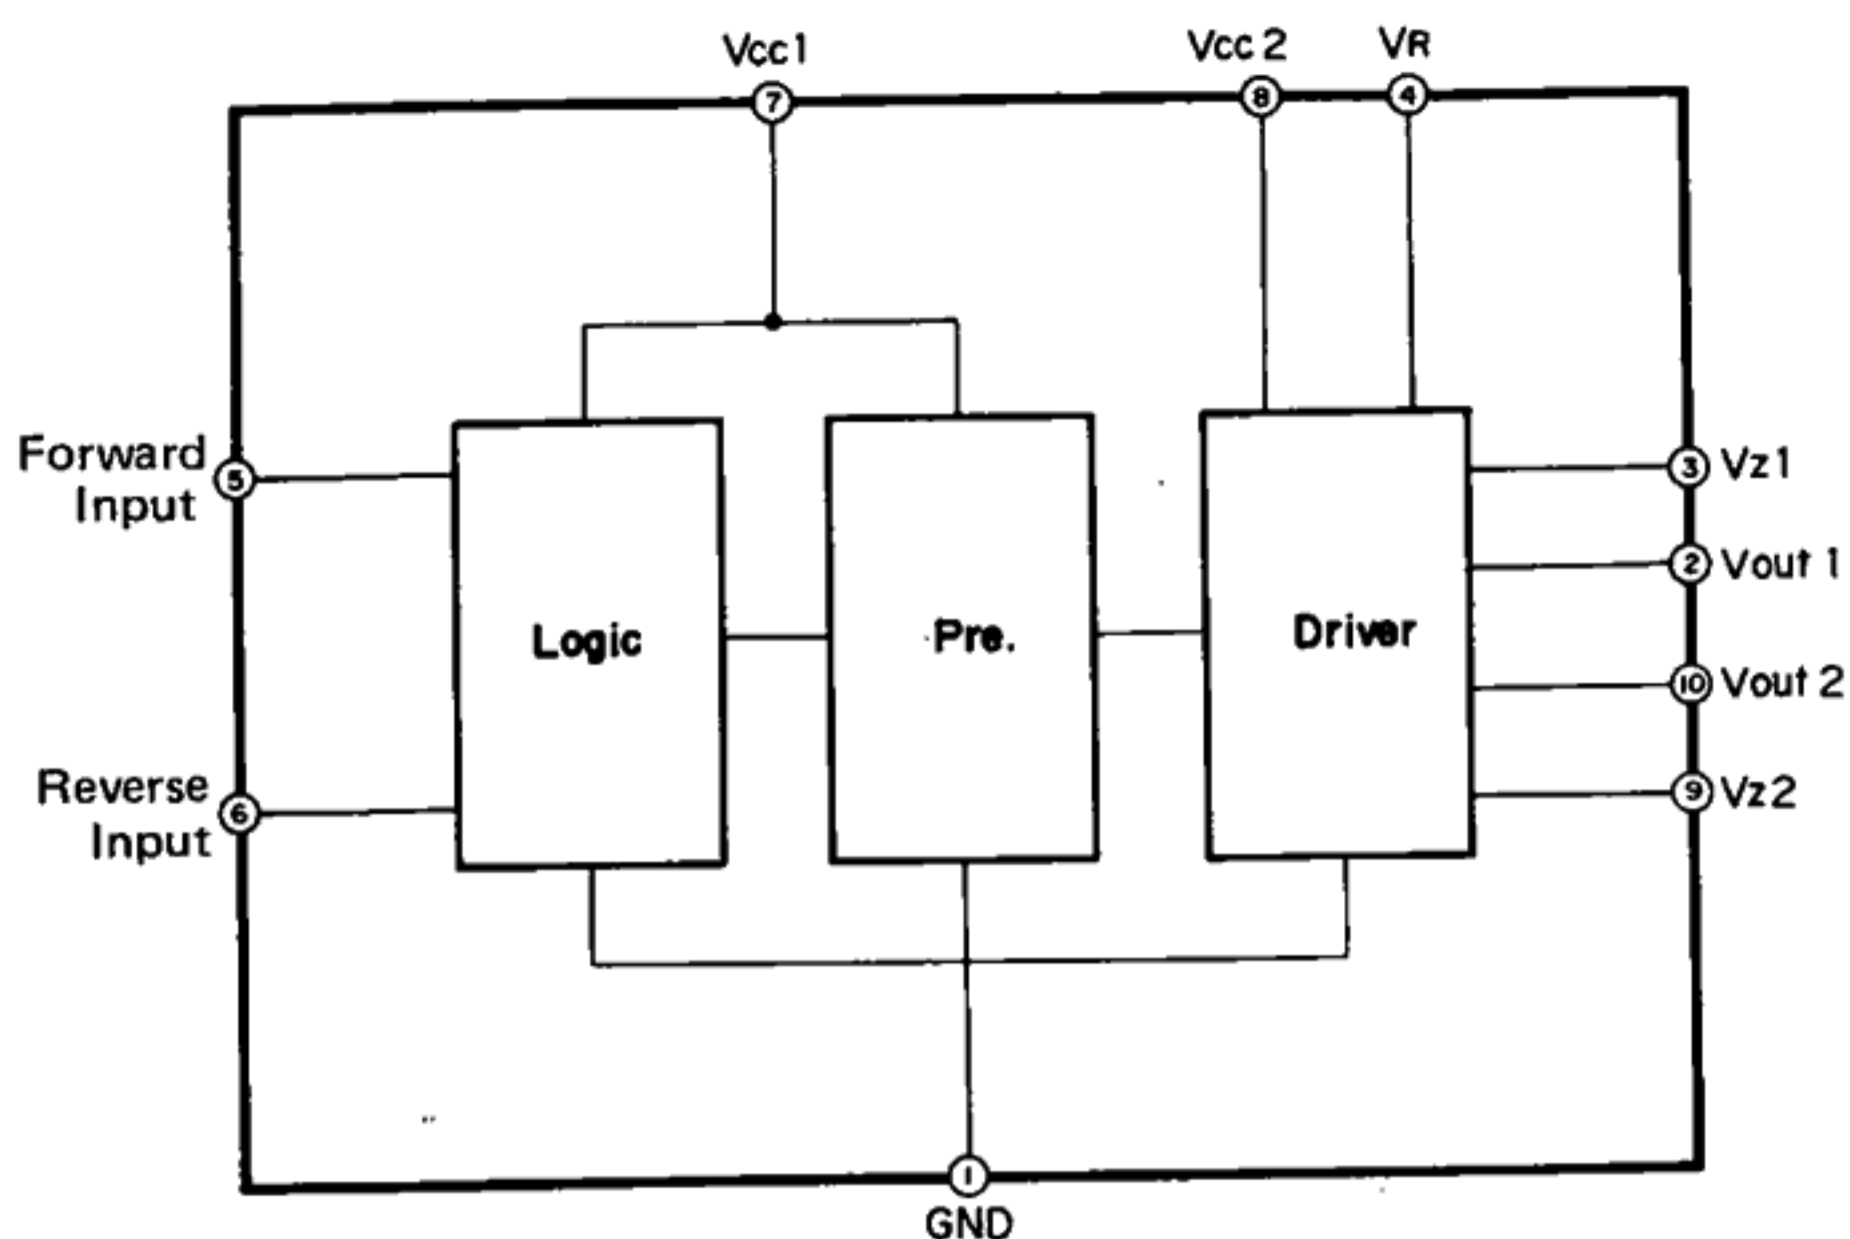 Vcc1
Vcc 2
VR
7
8
4
Forward
Input
5
3
Vz1
2
Vout 1
Logic
Pre.
Driver
10
Vout 2
Reverse
Input
6
9
Vz2
1
GND